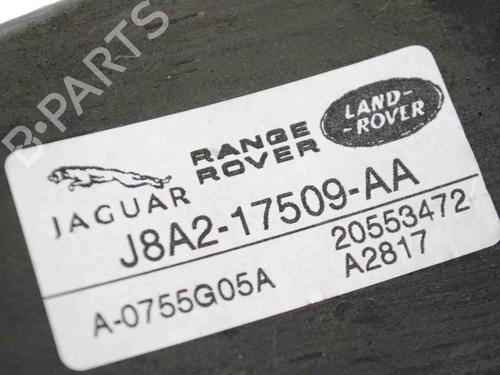 B-PARTS
JAGUAR
RANGE
ROVER
LAND-
-ROVER
J8A2-17509-AA
A-0755G05A
20553472
A2817